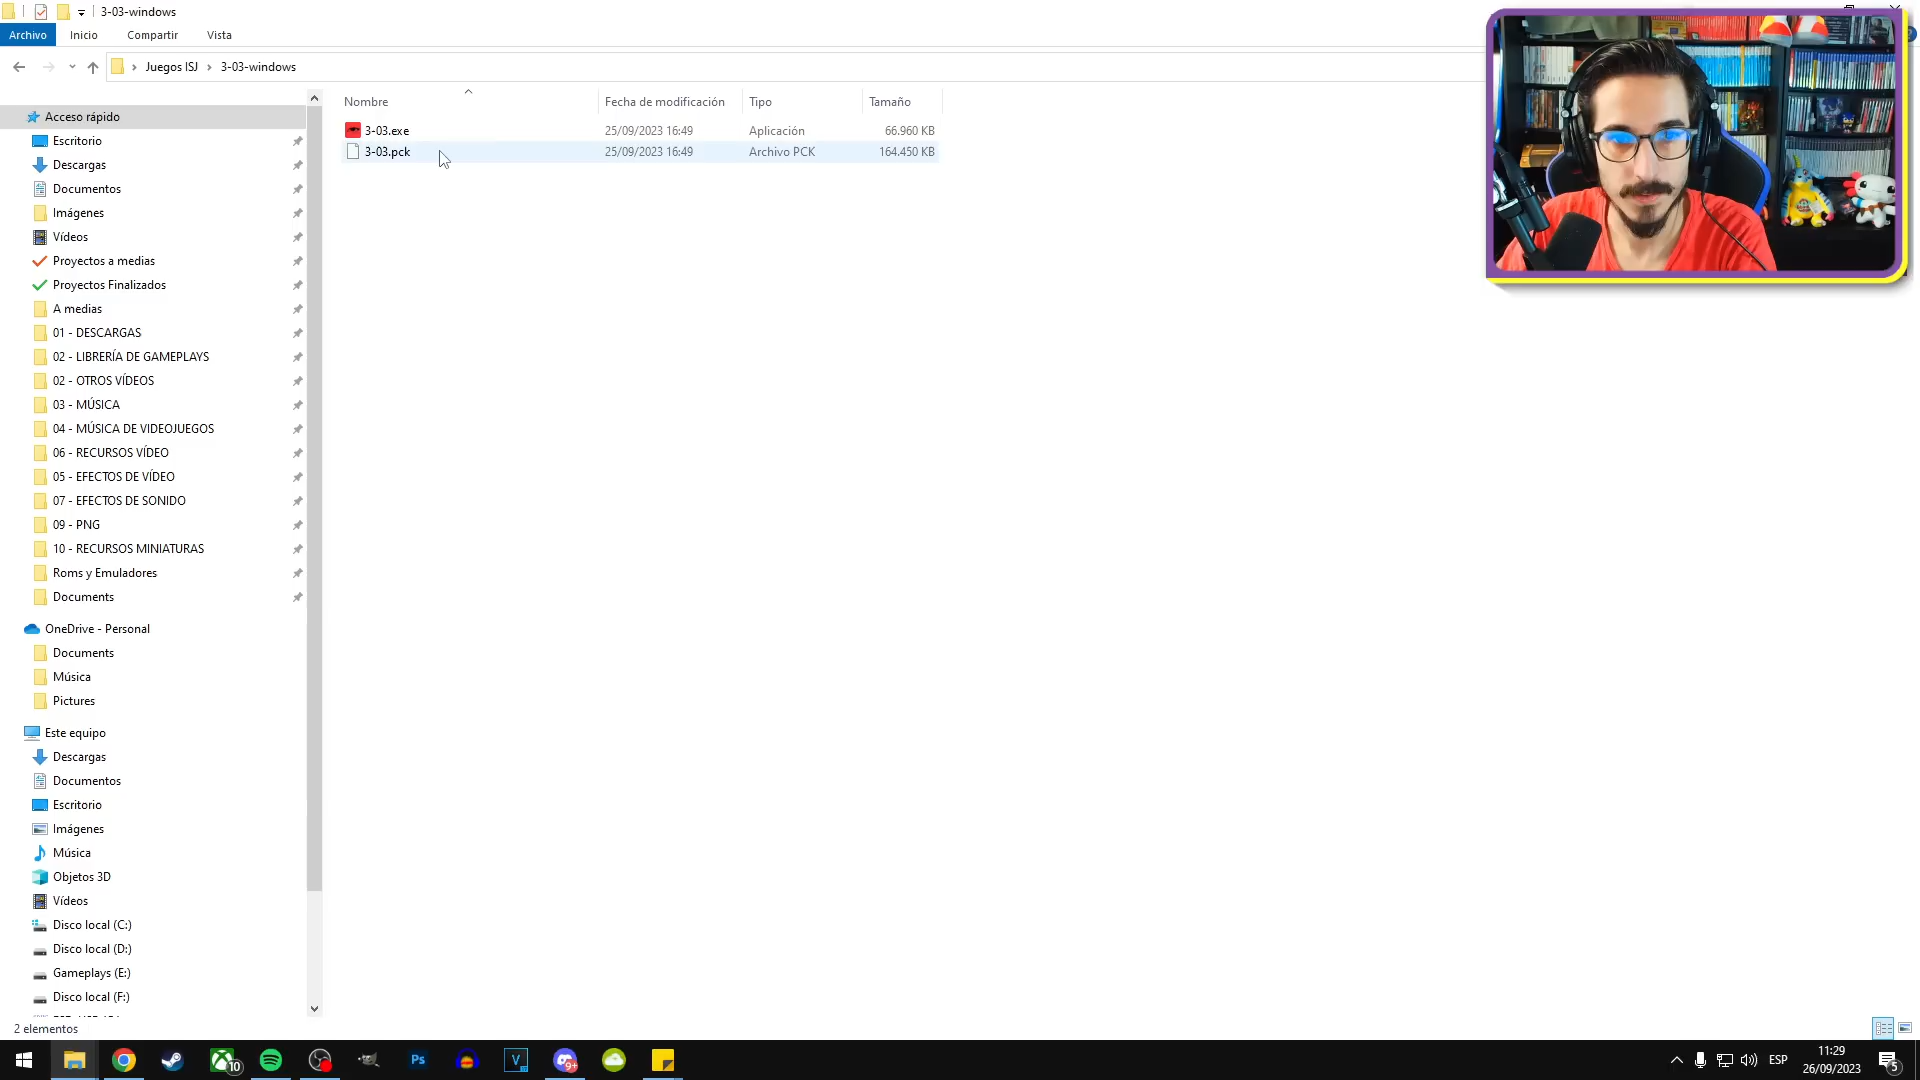 3-03-windows
Archivo
Inicio
Compartir
Vista
Juegos ISJ
3-03-windows
Nombre
Fecha de modificación
Tipo
Tamaño
3-03.exe
25/09/2023 16:49
Aplicación
66.960 KB
3-03.pck
25/09/2023 16:49
Archivo PCK
164.450 KB
Acceso rápido
Escritorio
Descargas
Documentos
Imágenes
Vídeos
Proyectos a medias
Proyectos Finalizados
A medias
01 - DESCARGAS
02 - LIBRERÍA DE GAMEPLAYS
02 - OTROS VÍDEOS
03 - MÚSICA
04 - MÚSICA DE VIDEOJUEGOS
06 - RECURSOS VÍDEO
05 - EFECTOS DE VÍDEO
07 - EFECTOS DE SONIDO
09 - PNG
10 - RECURSOS MINIATURAS
Roms y Emuladores
Documents
OneDrive - Personal
Documents
Música
Pictures
Este equipo
Descargas
Documentos
Escritorio
Imágenes
Música
Objetos 3D
Vídeos
Disco local (C:)
Disco local (D:)
Gameplays (E:)
Disco local (F:)
2 elementos
10
Ps
V
9+
ESP
11:29
26/09/2023
5